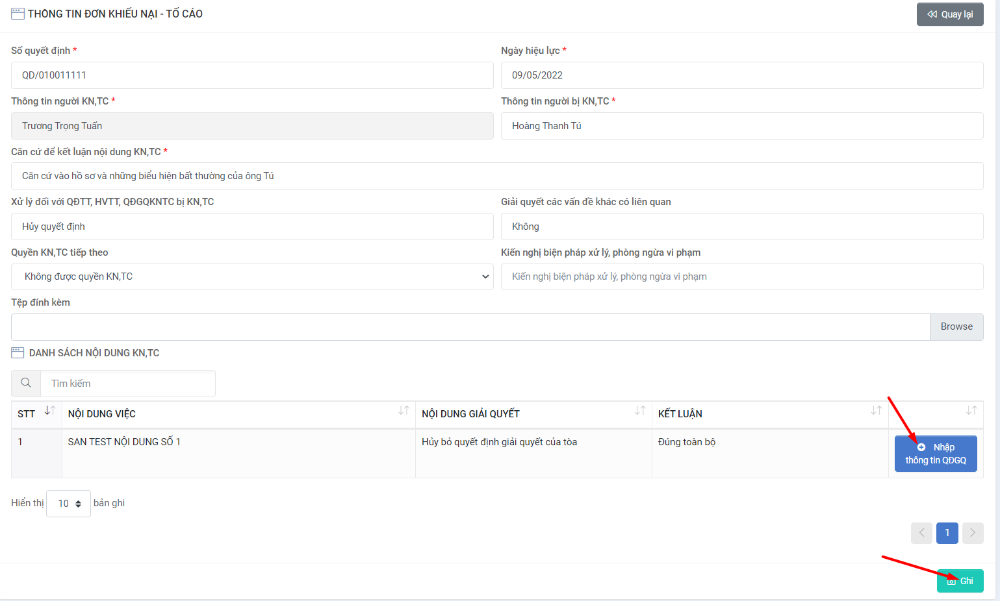 THÔNG TIN ĐƠN KHIẾU NẠI - TỐ CÁO
Quay lại
Số quyết định *
Ngày hiệu lực *
QD/010011111
09/05/2022
Thông tin người KN,TC *
Thông tin người bị KN,TC *
Trương Trọng Tuấn
Hoàng Thanh Tú
Căn cứ để kết luận nội dung KN,TC *
Căn cứ vào hồ sơ và những biểu hiện bất thường của ông Tú
Xử lý đối với QĐTT, HVTT, QĐGQKNTC bị KN,TC
Giải quyết các vấn đề khác có liên quan
Hủy quyết định
Không
Quyền KN,TC tiếp theo
Kiến nghị biện pháp xử lý, phòng ngừa vi phạm
Không được quyền KN,TC
Kiến nghị biện pháp xử lý, phòng ngừa vi phạm
Tệp đính kèm
Browse
DANH SÁCH NỘI DUNG KN,TC
Tìm kiếm
STT
NỘI DUNG VIỆC
NỘI DUNG GIẢI QUYẾT
KẾT LUẬN
1
SAN TEST NỘI DUNG SỐ 1
Hủy bỏ quyết định giải quyết của tòa
Đúng toàn bộ
Nhập
thông tin QĐGQ
Hiển thị 10 bản ghi
1
Ghi